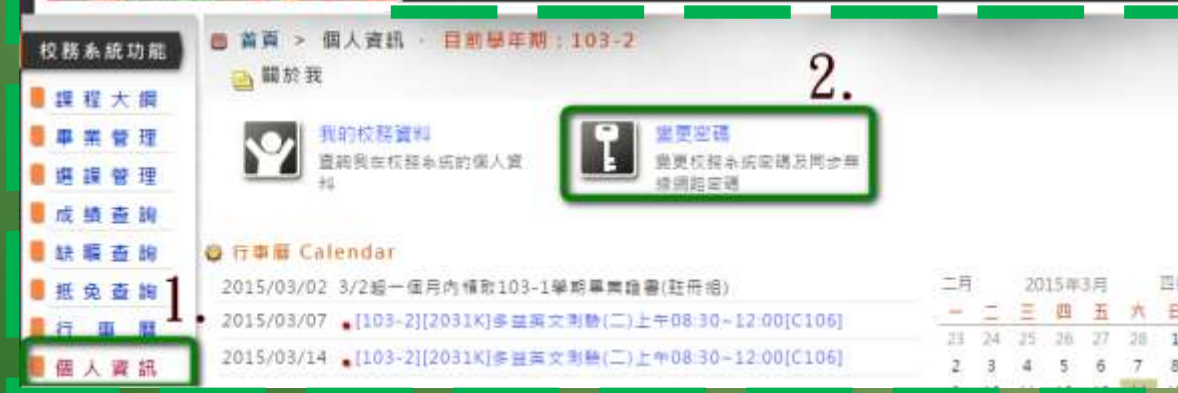 校務系統功能
首頁 > 個人資訊 · 目前學年期：103-2
關於我
2.
課程大綱
畢業管理
選課管理
成績查詢
缺曠查詢
抵免查詢
1.
行事曆
個人資訊
我的校務資料
查詢我在校務系統的個人資料
變更密碼
變更校務系統密碼及同步無
線網路密碼
行事曆 Calendar
2015/03/02 3/2起一個月內領取103-1學期畢業證書(註冊組)
2015/03/07 [103-2][2031K]多益英文測驗(二)上午08:30~12:00[C106]
2015/03/14 [103-2][2031K]多益英文測驗(二)上午08:30~12:00[C106]
二月 2015年3月 四
一 二 三 四 五 六 日
23 24 25 26 27 28 1
2 3 4 5 6 7 8